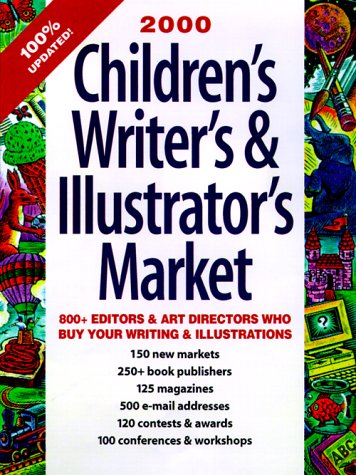 100%
UPDATED!
2000
Children's
Writer's &
Illustrator's
Market
800+ EDITORS & ART DIRECTORS WHO
BUY YOUR WRITING & ILLUSTRATIONS
150 new markets
250+ book publishers
125 magazines
500 e-mail addresses
120 contests & awards
100 conferences & workshops
ABC